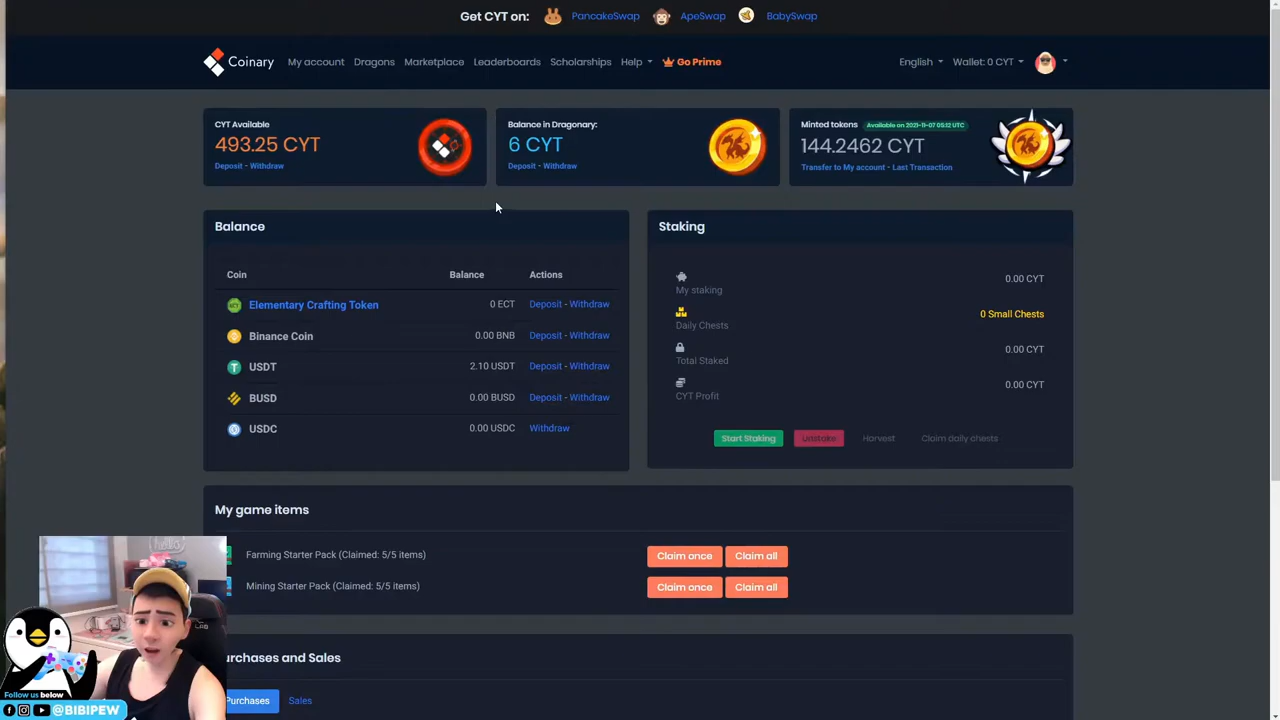 Get CYT on: PancakeSwap ApeSwap BabySwap
Coinary My account Dragons Marketplace Leaderboards Scholarships Help Go Prime English Wallet: 0 CYT
CYT Available
493.25 CYT
Deposit - Withdraw
Balance in Dragonary:
6 CYT
Deposit - Withdraw
Minted tokens Available on 2021-11-07 05:12 UTC
144.2462 CYT
Transfer to My account - Last Transaction
Balance
Coin Balance Actions
Elementary Crafting Token 0 ECT Deposit - Withdraw
Binance Coin 0.00 BNB Deposit - Withdraw
USDT 2.10 USDT Deposit - Withdraw
BUSD 0.00 BUSD Deposit - Withdraw
USDC 0.00 USDC Withdraw
Staking
My staking 0.00 CYT
Daily Chests 0 Small Chests
Total Staked 0.00 CYT
CYT Profit 0.00 CYT
Start Staking Unstake Harvest Claim daily chests
My game items
Farming Starter Pack (Claimed: 5/5 items) Claim once Claim all
Mining Starter Pack (Claimed: 5/5 items) Claim once Claim all
urchases and Sales
Purchases Sales
hello
Follow us below
@BIBIPEW